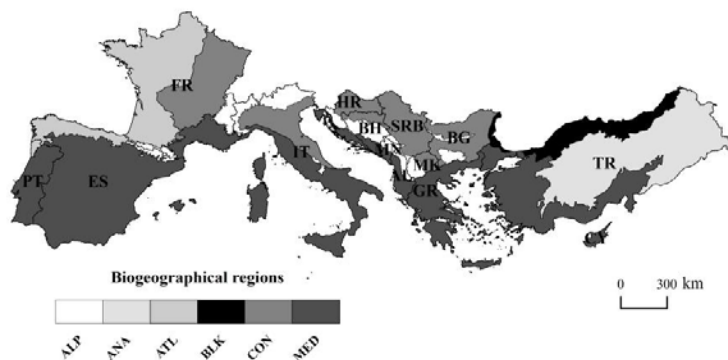 FR
HR
BH
SRB
BG
IT
MK
AL
TR
PT
ES
GR
CY
Biogeographical regions
0 300 km
ALP ANA ATL BLK CON MED